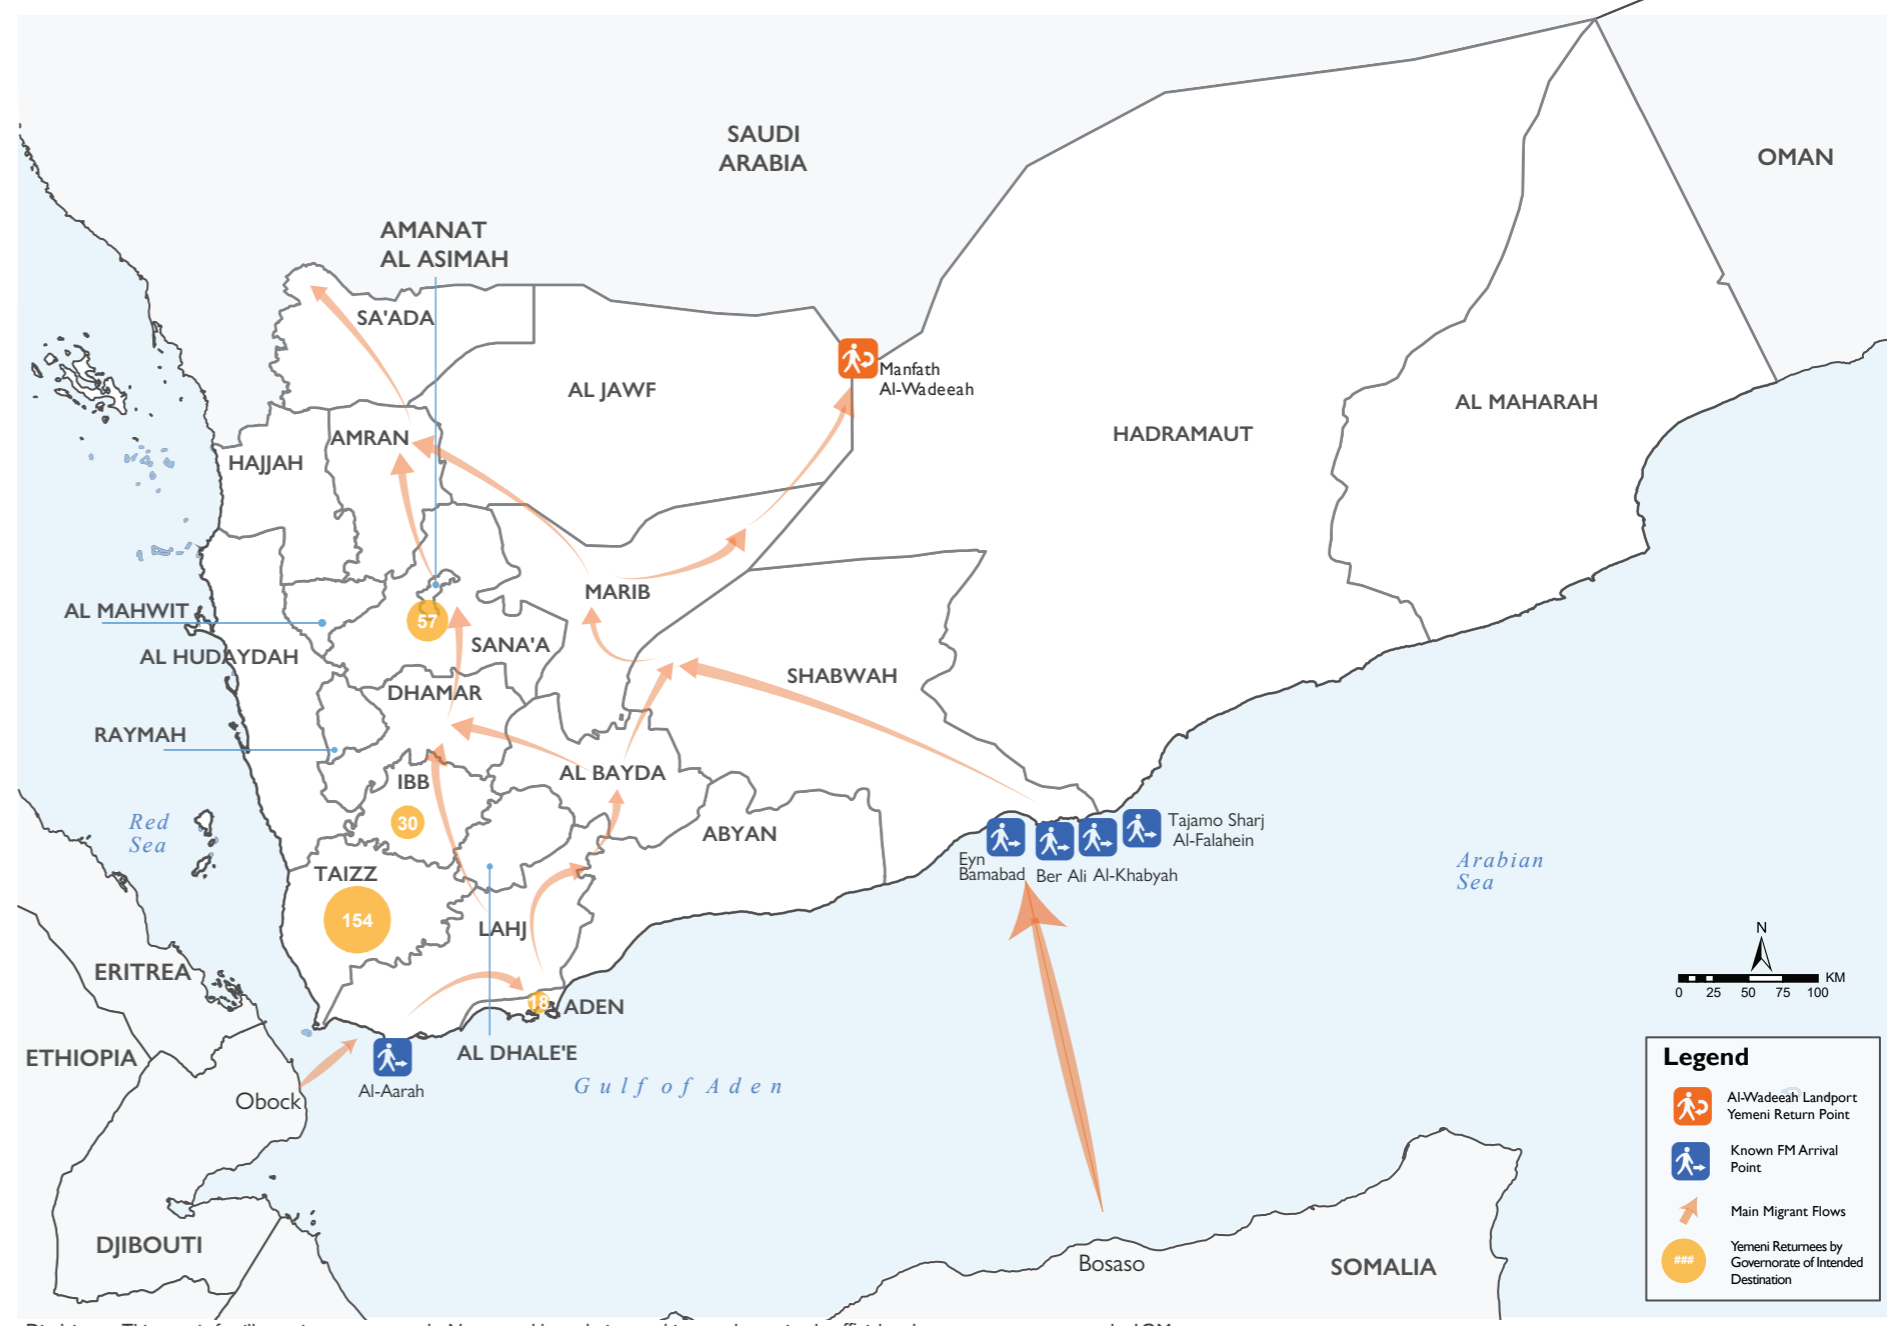 SAUDI
ARABIA
OMAN
AMANAT
AL ASIMAH
SA'ADA
Manfath
Al-Wadeeah
AL JAWF
AL MAHARAH
HADRAMAUT
AMRAN
HAJJAH
MARIB
AL MAHWIT
57
SANA'A
AL HUDAYDAH
SHABWAH
DHAMAR
RAYMAH
IBB
AL BAYDA
30
Red
Sea
ABYAN
Tajamo Sharj
Al-Falahein
Eyn
Bamabad
Ber Ali
Al-Khabyah
Arabian
Sea
TAIZZ
154
LAHJ
ERITREA
N
KM
0 25 50 75 100
18
ADEN
ETHIOPIA
AL DHALE'E
Al-Aarah
Gulf of Aden
Obock
DJIBOUTI
Bosaso
SOMALIA
Legend
Al-Wadeeah Landport
Yemeni Return Point
Known FM Arrival
Point
Main Migrant Flows
###
Yemeni Returnees by
Governorate of Intended
Destination